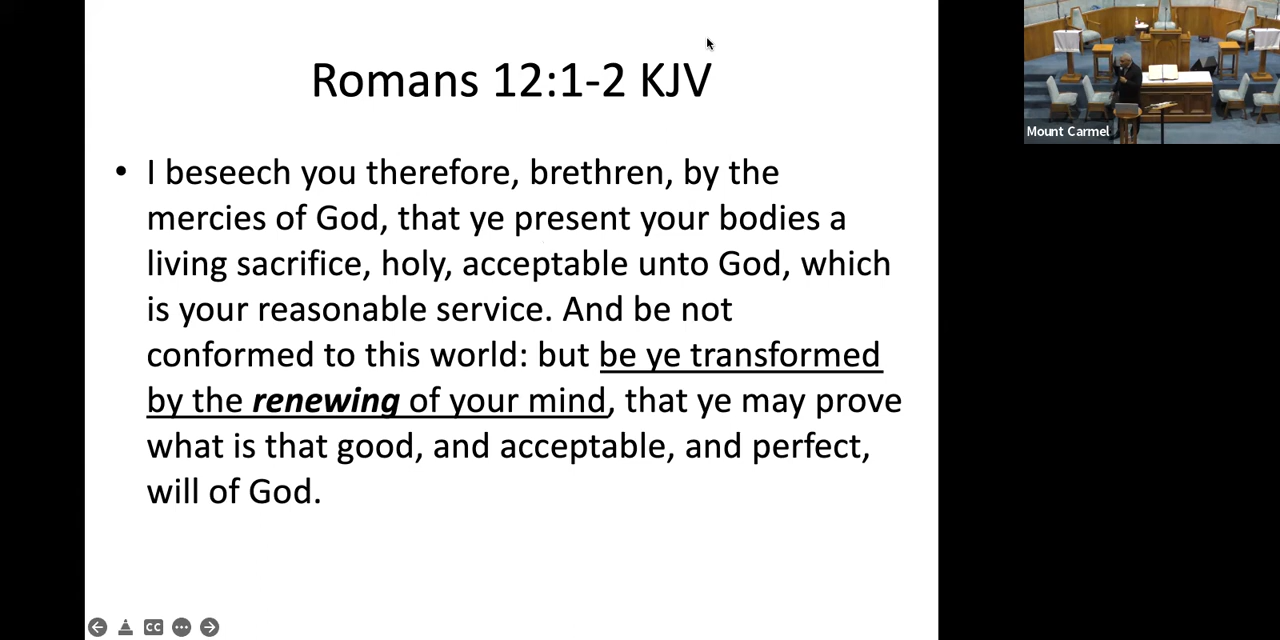 Romans 12:1-2 KJV
• I beseech you therefore, brethren, by the
mercies of God, that ye present your bodies a
living sacrifice, holy, acceptable unto God, which
is your reasonable service. And be not
conformed to this world: but be ye transformed
by the renewing of your mind, that ye may prove
what is that good, and acceptable, and perfect,
will of God.
Mount Carmel
CC